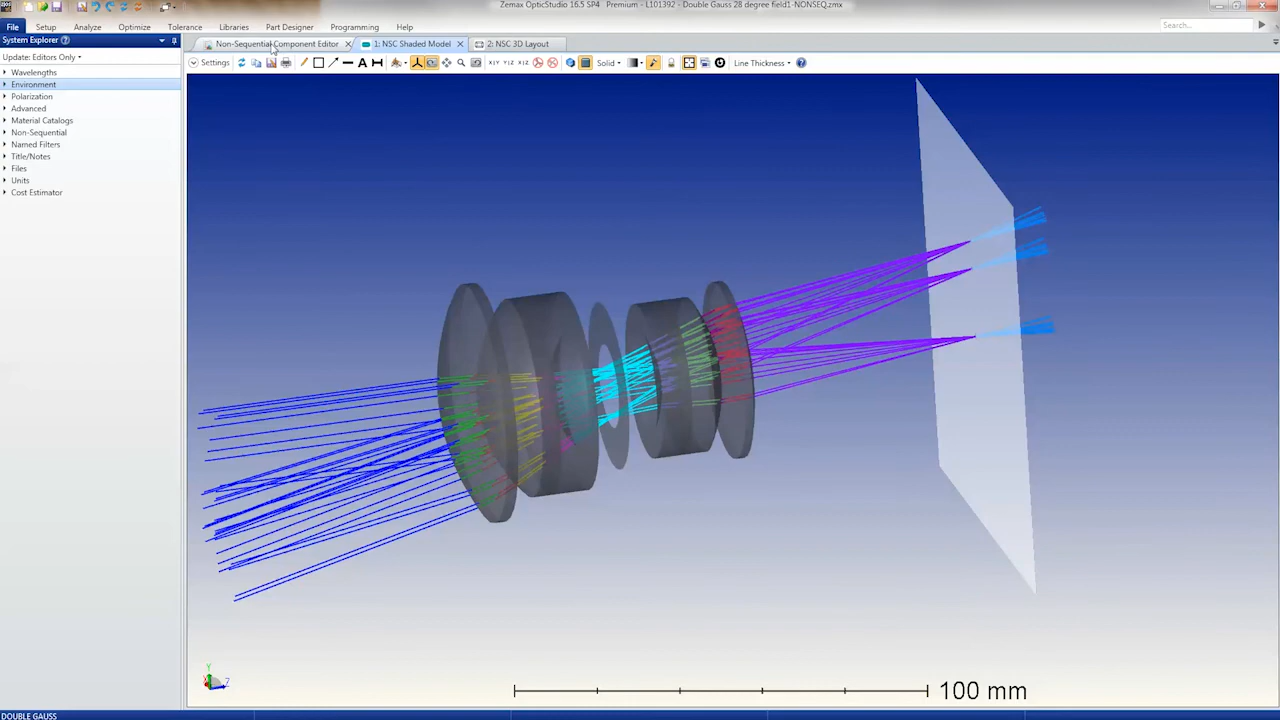 Zemax OpticStudio 16.5 SP4   Premium - L101392 - Double Gauss 28 degree field1-NONSEQ.zmx
File Setup Analyze Optimize Tolerance Libraries Part Designer Programming Help Search...
System Explorer
Update: Editors Only
Non-Sequential Component Editor 1: NSC Shaded Model 2: NSC 3D Layout
Settings A X|Y Y|Z X|Z Solid Line Thickness
Wavelengths
Environment
Polarization
Advanced
Material Catalogs
Non-Sequential
Named Filters
Title/Notes
Files
Units
Cost Estimator
Y
Z
100 mm
DOUBLE GAUSS